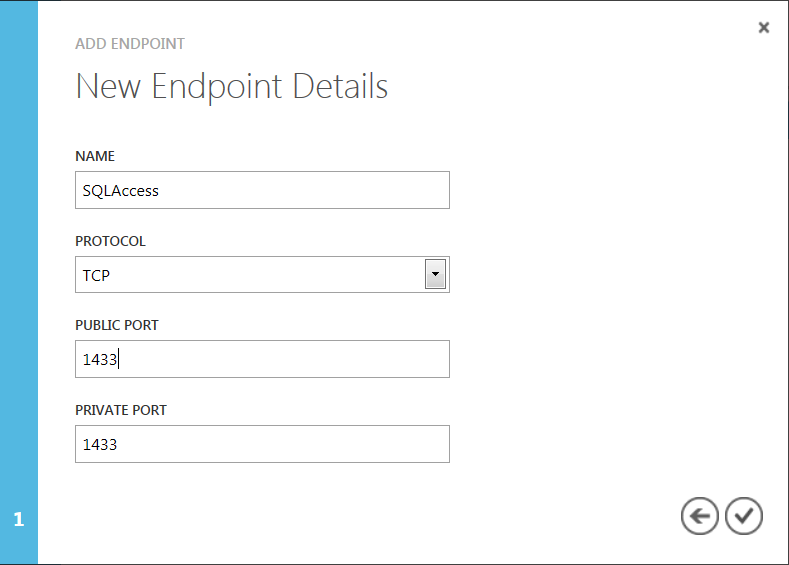 ADD ENDPOINT
New Endpoint Details
NAME
SQLAccess
PROTOCOL
TCP
PUBLIC PORT
1433
PRIVATE PORT
1433
1